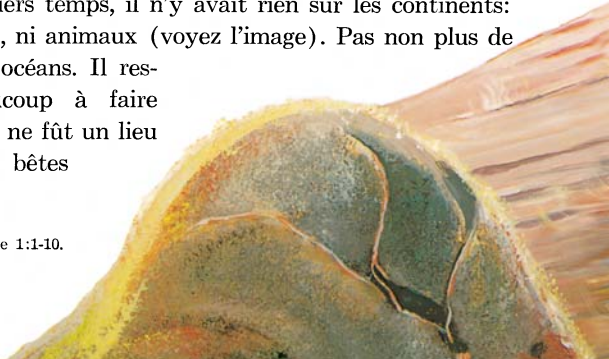 iers temps, il n'y avait rien sur les continents:
, ni animaux (voyez l'image). Pas non plus de
océans. Il res-
coup à faire
ne fût un lieu
bêtes
e 1:1-10.